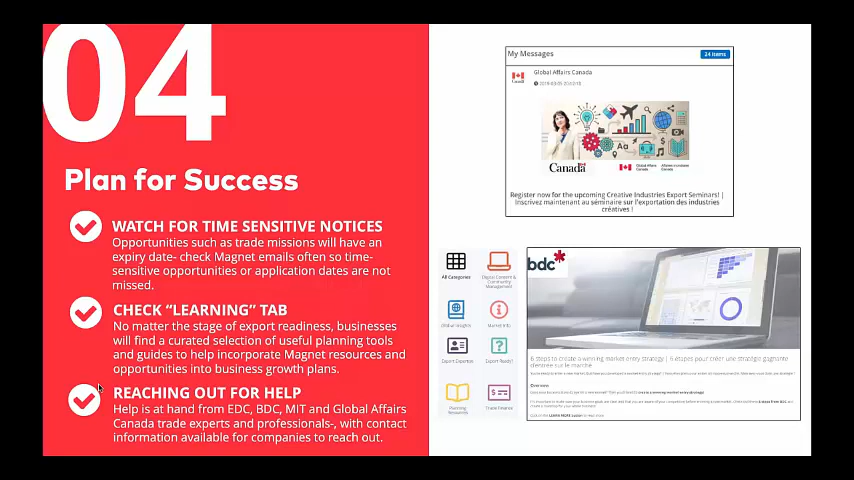 04
Plan for Success
WATCH FOR TIME SENSITIVE NOTICES
Opportunities such as trade missions will have an
expiry date- check Magnet emails often so time-
sensitive opportunities or application dates are not
missed.
CHECK “LEARNING” TAB
No matter the stage of export readiness, businesses
will find a curated selection of useful planning tools
and guides to help incorporate Magnet resources and
opportunities into business growth plans.
REACHING OUT FOR HELP
Help is at hand from EDC, BDC, MIT and Global Affairs
Canada trade experts and professionals-, with contact
information available for companies to reach out.
My Messages
24 items
Global Affairs Canada
Aa
Canada
Register now for the upcoming Creative Industries Export Seminars! |
Inscrivez maintenant au séminaire sur l'exportation des industries
créatives !
All Categories
Digital Content &
Community
Management
Global Insights
Market Info
Export Expertise
Export Ready?
Planning
Resources
Trade Finance
bdc
6 steps to create a winning market entry strategy | 6 étapes pour créer une stratégie gagnante
d'entrée sur le marché
Overview